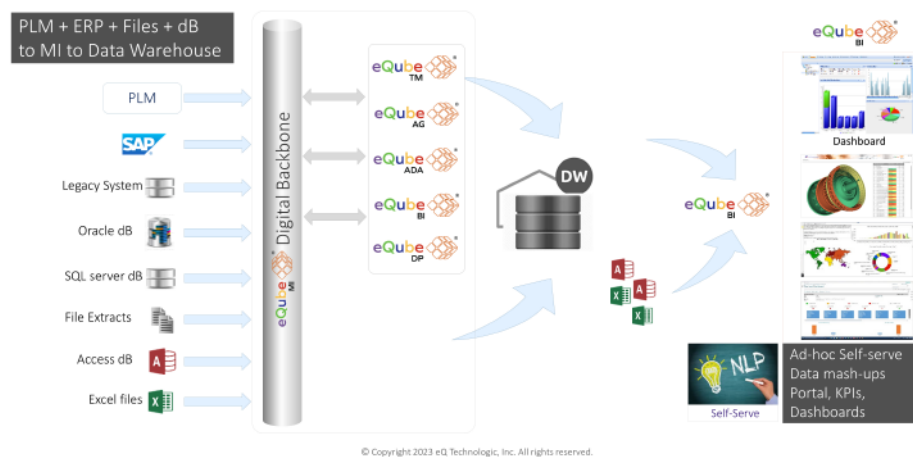 PLM + ERP + Files + dB
to MI to Data Warehouse
PLM
SAP
Legacy System
Oracle dB
SQL server dB
File Extracts
Access dB
A
Excel files
X
Digital Backbone
eQube MI
eQube®
TM
eQube®
AG
eQube®
ADA
eQube®
BI
eQube®
DP
DW
A
X
A
X
eQube®
BI
eQube®
BI
Dashboard
NLP
Self-Serve
Ad-hoc Self-serve
Data mash-ups
Portal, KPIs,
Dashboards
© Copyright 2023 eQ Technologic, Inc. All rights reserved.